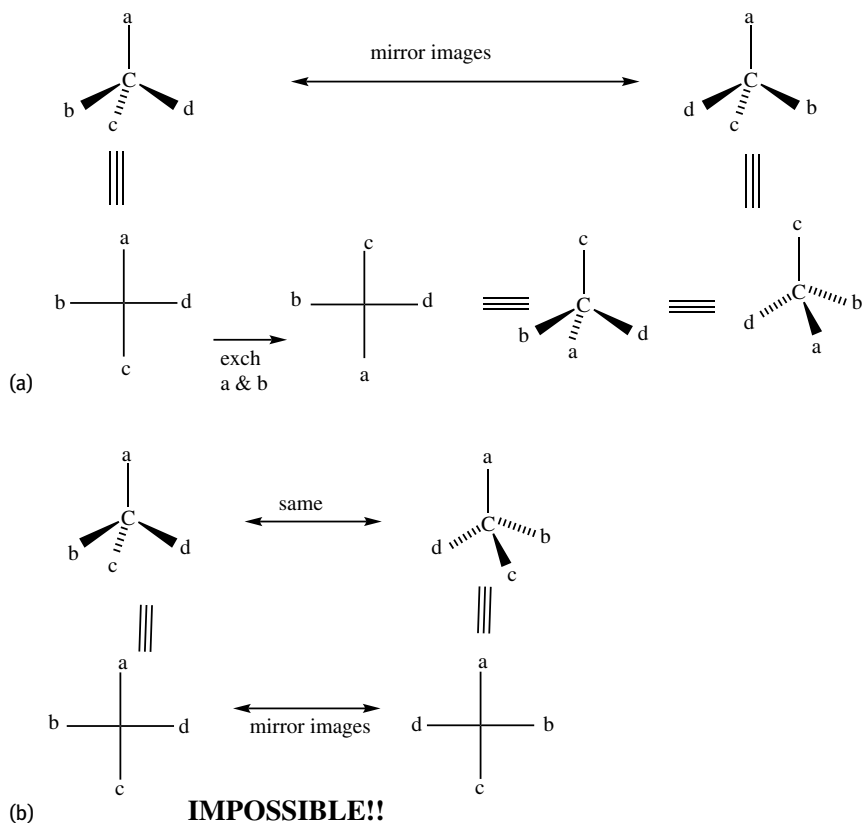 a a
mirror images
C C
b d d b
c c
a c c c
b d b d C C
b d d b
a a
c a
exch
a & b
(a)
a a
same
C C
b d d b
c c
a a
b d d b
mirror images
c c
(b) IMPOSSIBLE!!